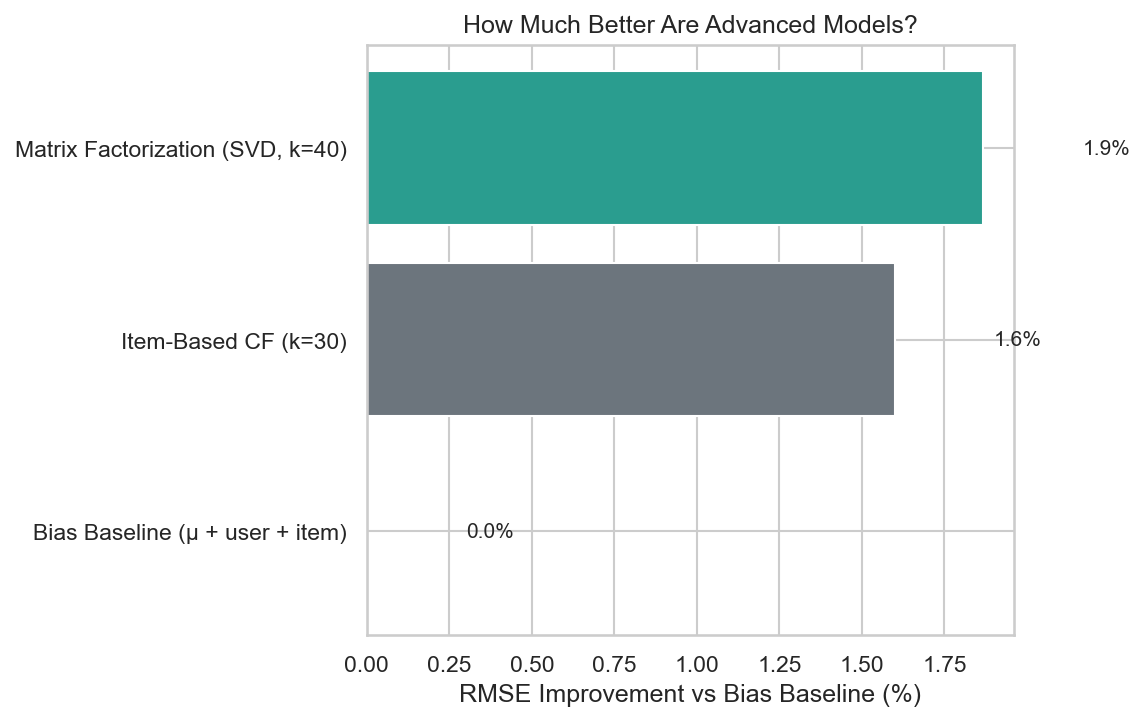 How Much Better Are Advanced Models?
Matrix Factorization (SVD, k=40)
1.9%
Item-Based CF (k=30)
1.6%
Bias Baseline (μ + user + item)
0.0%
0.00 0.25 0.50 0.75 1.00 1.25 1.50 1.75
RMSE Improvement vs Bias Baseline (%)